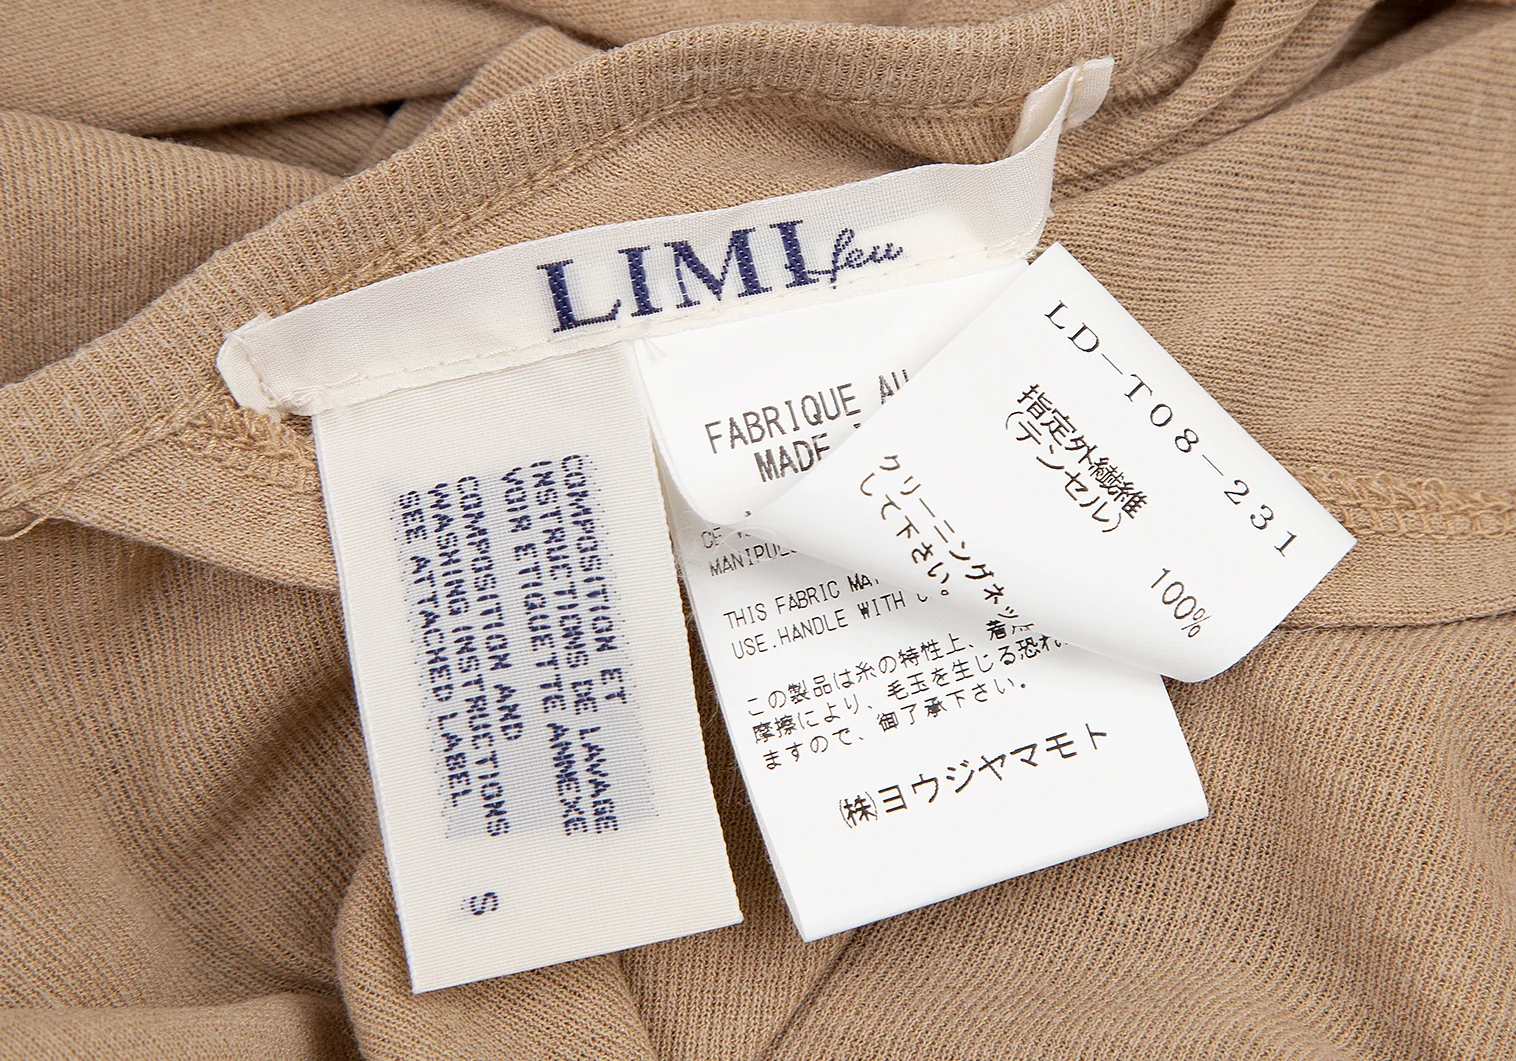 LIMI feu
COMPOSITION ET
INSTRUCTIONS DE LAVAGE
VOIR ETIQUETTE ANNEXE
COMPOSITION AND
WASHING INSTRUCTIONS
SEE ATTACHED LABEL
S
FABRIQUE AU
MADE
CE
THIS FABRIC
USE.HANDLE WITH
この製品は糸の特性上、着
摩擦により、毛玉を生じる恐れ
ますので、御了承下さい。
㈱ヨウジヤマモト
LD-T08-231
指定外繊維
(テンセル)
100%
クリーニングネッ
して下さい。